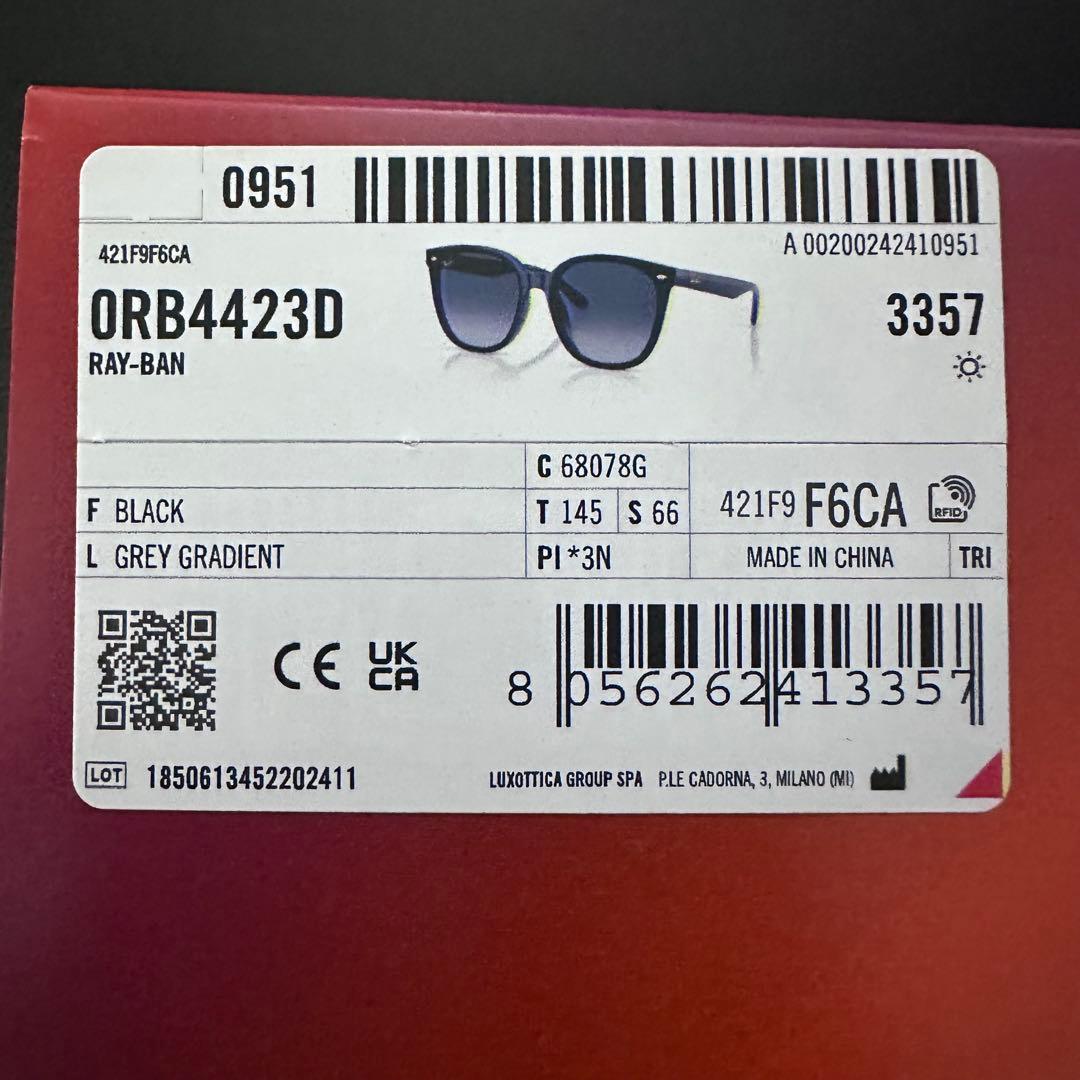 0951
A 00200242410951
421F9F6CA
0RB4423D
3357
RAY-BAN
C 68078G
F BLACK
T 145
S 66
421F9 F6CA
RFID
L GREY GRADIENT
PI *3N
MADE IN CHINA
TRI
CE
UK
CA
8 056262 413357
LOT 1850613452202411
LUXOTTICA GROUP SPA P.LE CADORNA, 3, MILANO (MI)